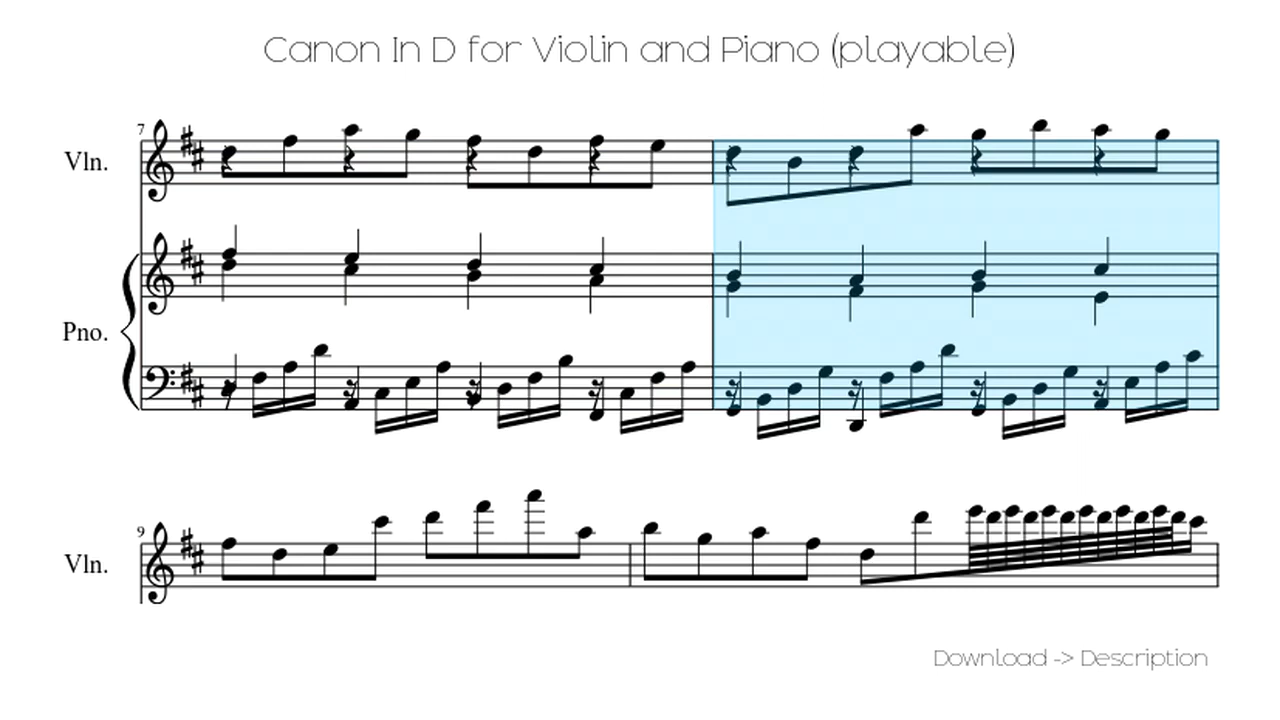 Canon In D for Violin and Piano (playable)
7
Vln.
Pno.
9
Vln.
Download -> Description